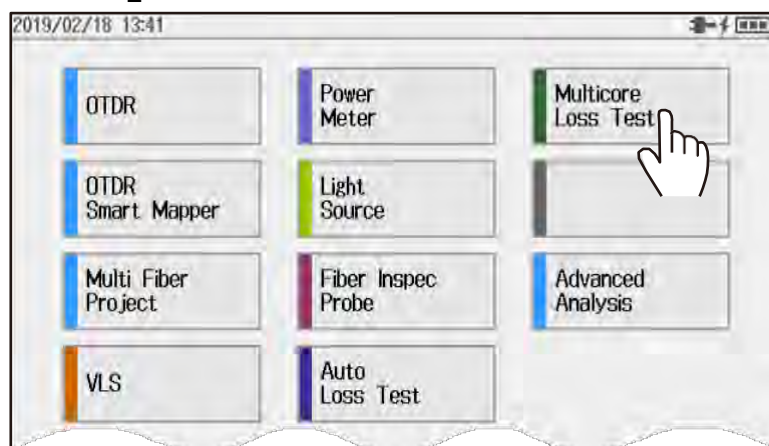 2019/02/18 13:41
OTDR
Power
Meter
Multicore
Loss Test
OTDR
Smart Mapper
Light
Source
Multi Fiber
Project
Fiber Inspec
Probe
Advanced
Analysis
VLS
Auto
Loss Test